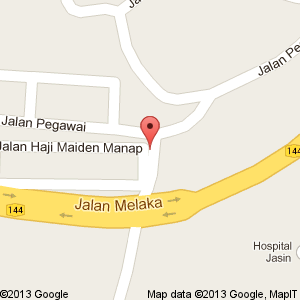 Jalan Pe
Jalan Pegawai
Jalan Haji Maiden Manap
144
Jalan Melaka
144
Hospital
Jasin
©2013 Google
Map data ©2013 Google, MapIT